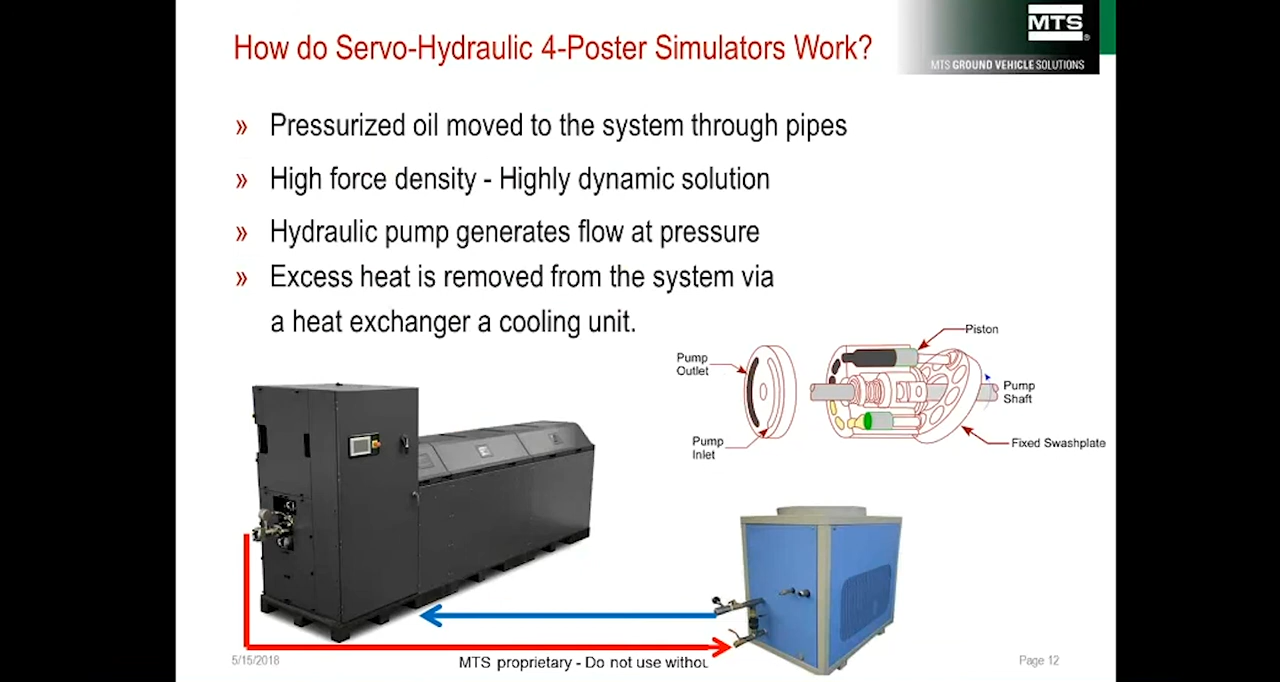 How do Servo-Hydraulic 4-Poster Simulators Work?
MTS
MTS GROUND VEHICLE SOLUTIONS
» Pressurized oil moved to the system through pipes
» High force density - Highly dynamic solution
» Hydraulic pump generates flow at pressure
» Excess heat is removed from the system via
a heat exchanger a cooling unit.
Piston
Pump
Outlet
Pump
Shaft
Pump
Inlet
Fixed Swashplate
5/15/2018
MTS proprietary - Do not use withou
Page 12